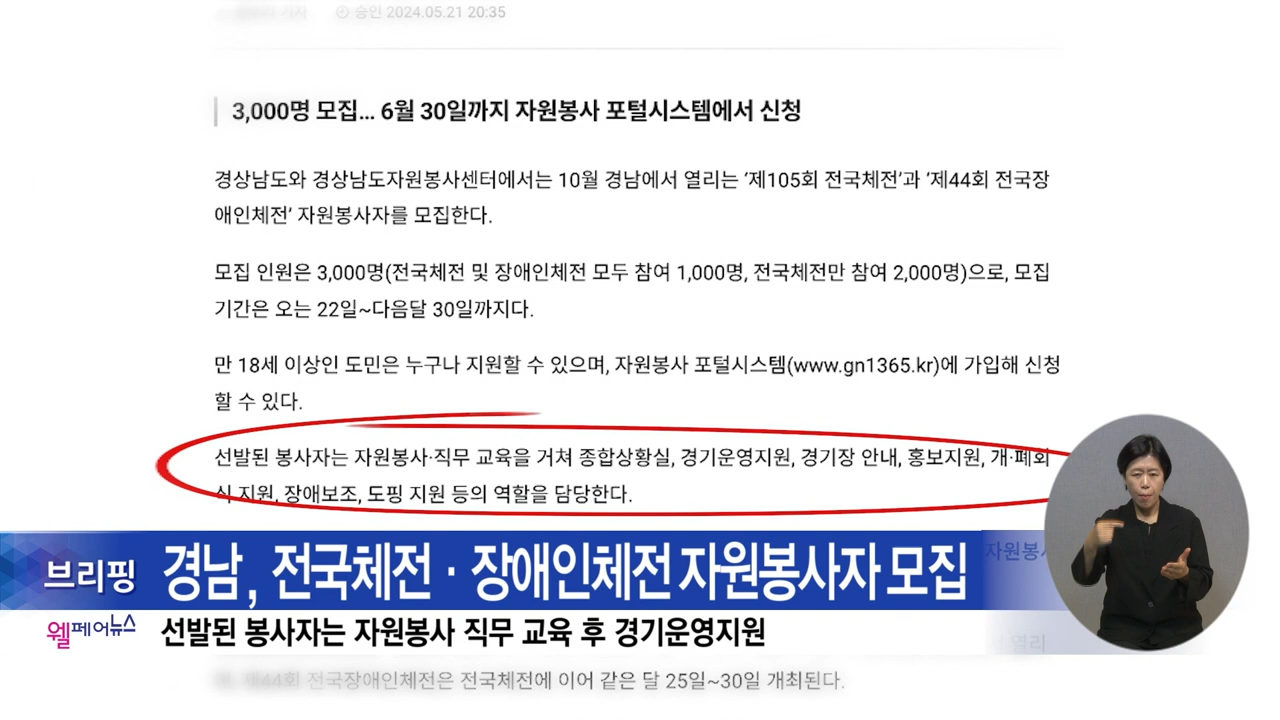 승인 2024.05.21 20:35
3,000명 모집... 6월 30일까지 자원봉사 포털시스템에서 신청
경상남도와 경상남도자원봉사센터에서는 10월 경남에서 열리는 ‘제105회 전국체전’과 ‘제44회 전국장
애인체전’ 자원봉사자를 모집한다.
모집 인원은 3,000명(전국체전 및 장애인체전 모두 참여 1,000명, 전국체전만 참여 2,000명)으로, 모집
기간은 오는 22일~다음달 30일까지다.
만 18세 이상인 도민은 누구나 지원할 수 있으며, 자원봉사 포털시스템(www.gn1365.kr)에 가입해 신청
할 수 있다.
선발된 봉사자는 자원봉사·직무 교육을 거쳐 종합상황실, 경기운영지원, 경기장 안내, 홍보지원, 개·폐회
식 지원, 장애보조, 도핑 지원 등의 역할을 담당한다.
자원봉사
브리핑 경남, 전국체전 · 장애인체전 자원봉사자 모집
웰페어뉴스 선발된 봉사자는 자원봉사 직무 교육 후 경기운영지원
열리
제44회 전국장애인체전은 전국체전에 이어 같은 달 25일~30일 개최된다.